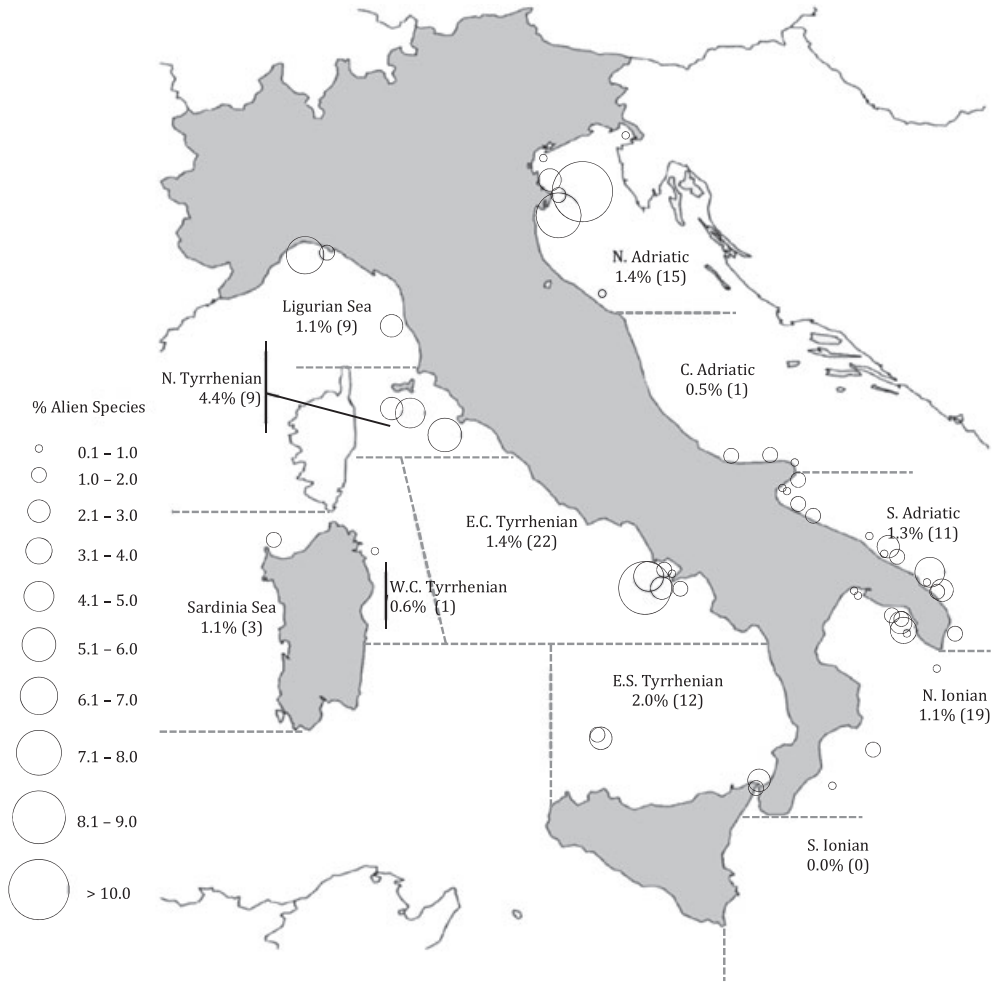 N. Adriatic
1.4% (15)
Ligurian Sea
1.1% (9)
C. Adriatic
0.5% (1)
N. Tyrrhenian
4.4% (9)
% Alien Species
0.1 – 1.0
1.0 – 2.0
2.1 – 3.0
3.1 – 4.0
4.1 – 5.0
5.1 – 6.0
6.1 – 7.0
7.1 – 8.0
8.1 – 9.0
> 10.0
S. Adriatic
1.3% (11)
E.C. Tyrrhenian
1.4% (22)
W.C. Tyrrhenian
0.6% (1)
Sardinia Sea
1.1% (3)
E.S. Tyrrhenian
2.0% (12)
N. Ionian
1.1% (19)
S. Ionian
0.0% (0)